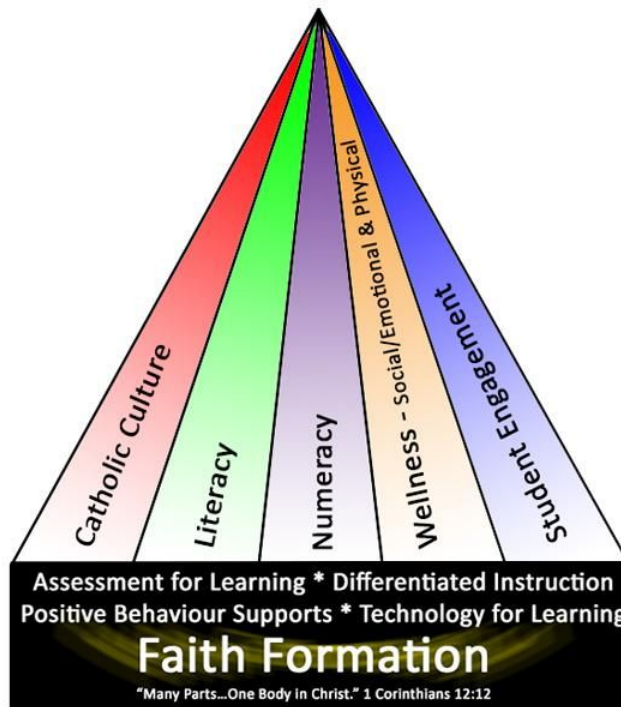 Catholic Culture
Literacy
Numeracy
Wellness - Social/Emotional & Physical
Student Engagement
Assessment for Learning * Differentiated Instruction
Positive Behaviour Supports * Technology for Learning
Faith Formation
"Many Parts...One Body in Christ." 1 Corinthians 12:12